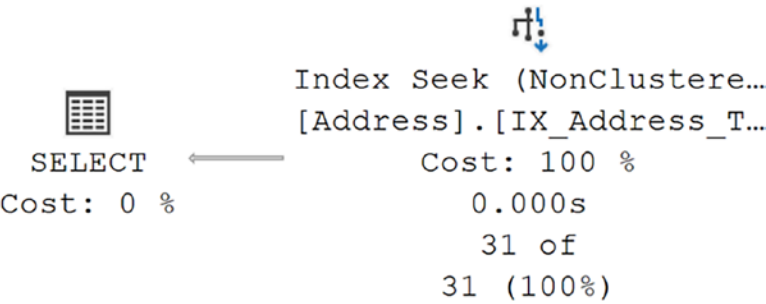 Index Seek (NonClustere…
[Address].[IX_Address_T…
SELECT
Cost: 100 %
Cost: 0 %
0.000s
31 of
31 (100%)